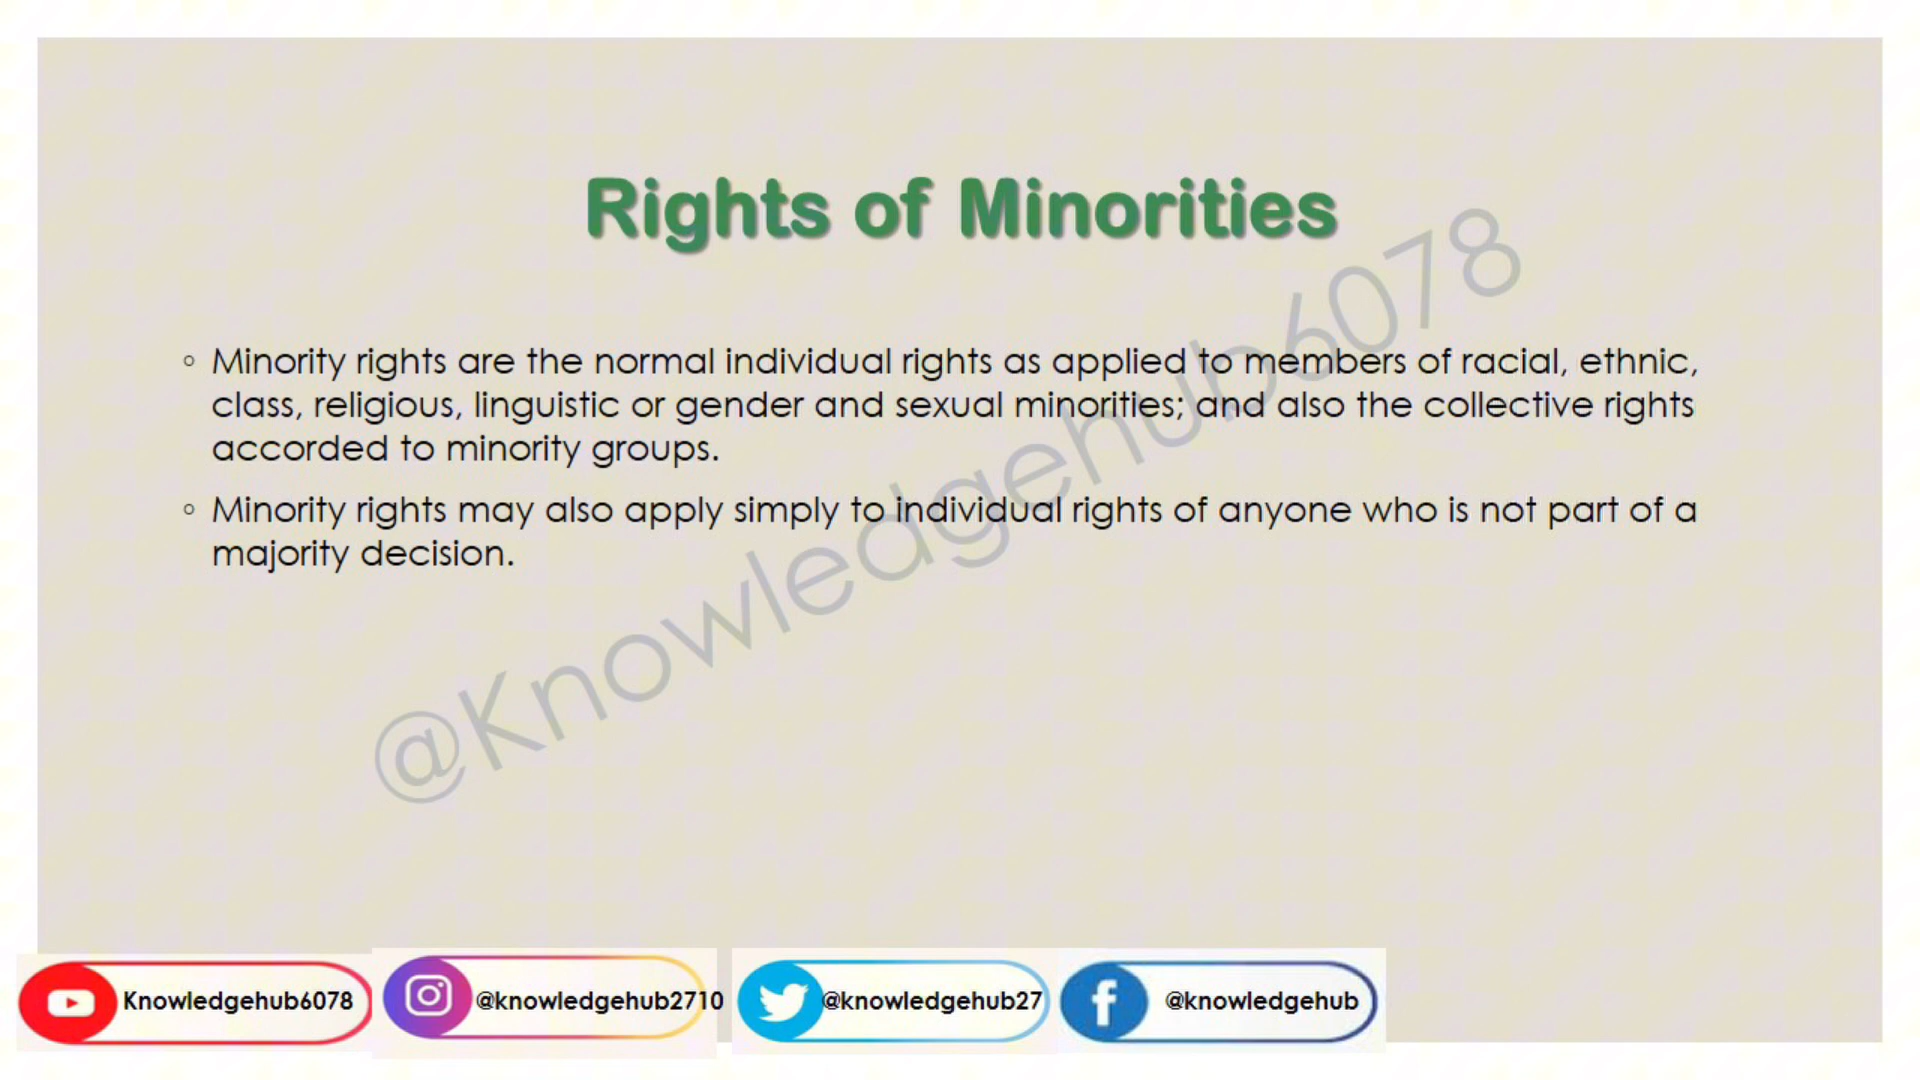 Rights of Minorities
◦ Minority rights are the normal individual rights as applied to members of racial, ethnic,
class, religious, linguistic or gender and sexual minorities; and also the collective rights
accorded to minority groups.
◦ Minority rights may also apply simply to individual rights of anyone who is not part of a
majority decision.
@Knowledgehub6078
Knowledgehub6078
@knowledgehub2710
@knowledgehub27
@knowledgehub